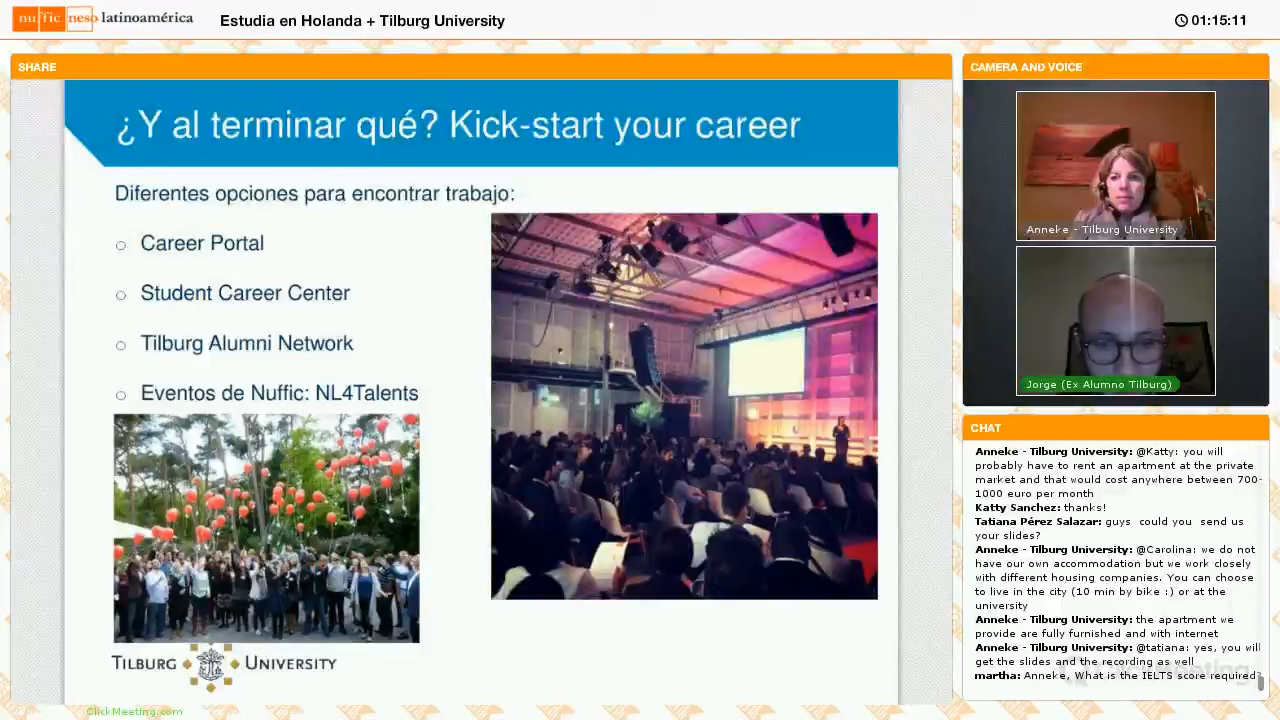 nuffic neso latinoamérica
Estudia en Holanda + Tilburg University
01:15:11
SHARE
¿Y al terminar qué? Kick-start your career
Diferentes opciones para encontrar trabajo:
Career Portal
Student Career Center
Tilburg Alumni Network
Eventos de Nuffic: NL4Talents
TILBURG UNIVERSITY
ClickMeeting.com
CAMERA AND VOICE
Anneke - Tilburg University
Jorge (Ex Alumno Tilburg)
CHAT
Anneke - Tilburg University: @Katty: you will
probably have to rent an apartment at the private
market and that would cost anywhere between 700-
1000 euro per month
Katty Sanchez: thanks!
Tatiana Pérez Salazar: guys could you send us
your slides?
Anneke - Tilburg University: @Carolina: we do not
have our own accommodation but we work closely
with different housing companies. You can choose
to live in the city (10 min by bike :) or at the
university
Anneke - Tilburg University: the apartment we
provide are fully furnished and with internet
Anneke - Tilburg University: @tatiana: yes, you will
get the slides and the recording as well
martha: Anneke, What is the IELTS score required?